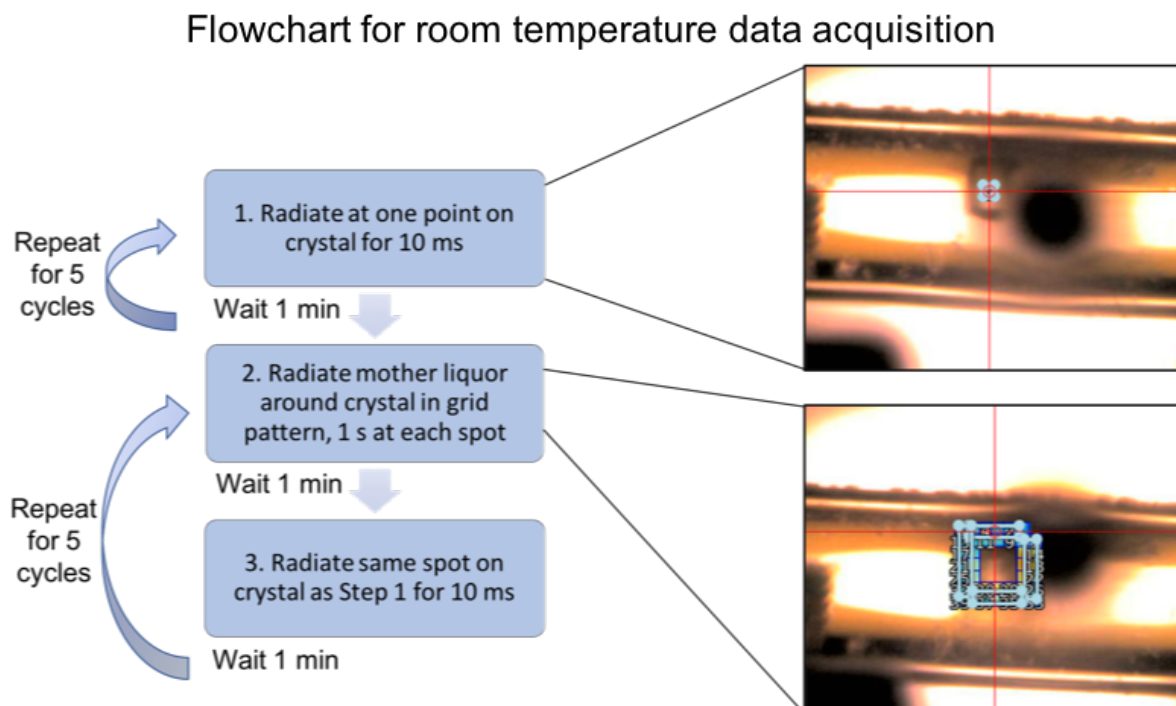 Flowchart for room temperature data acquisition
1. Radiate at one point on
crystal for 10 ms
Repeat
for 5
cycles
Wait 1 min
2. Radiate mother liquor
around crystal in grid
pattern, 1 s at each spot
Wait 1 min
Repeat
for 5
cycles
3. Radiate same spot on
crystal as Step 1 for 10 ms
Wait 1 min